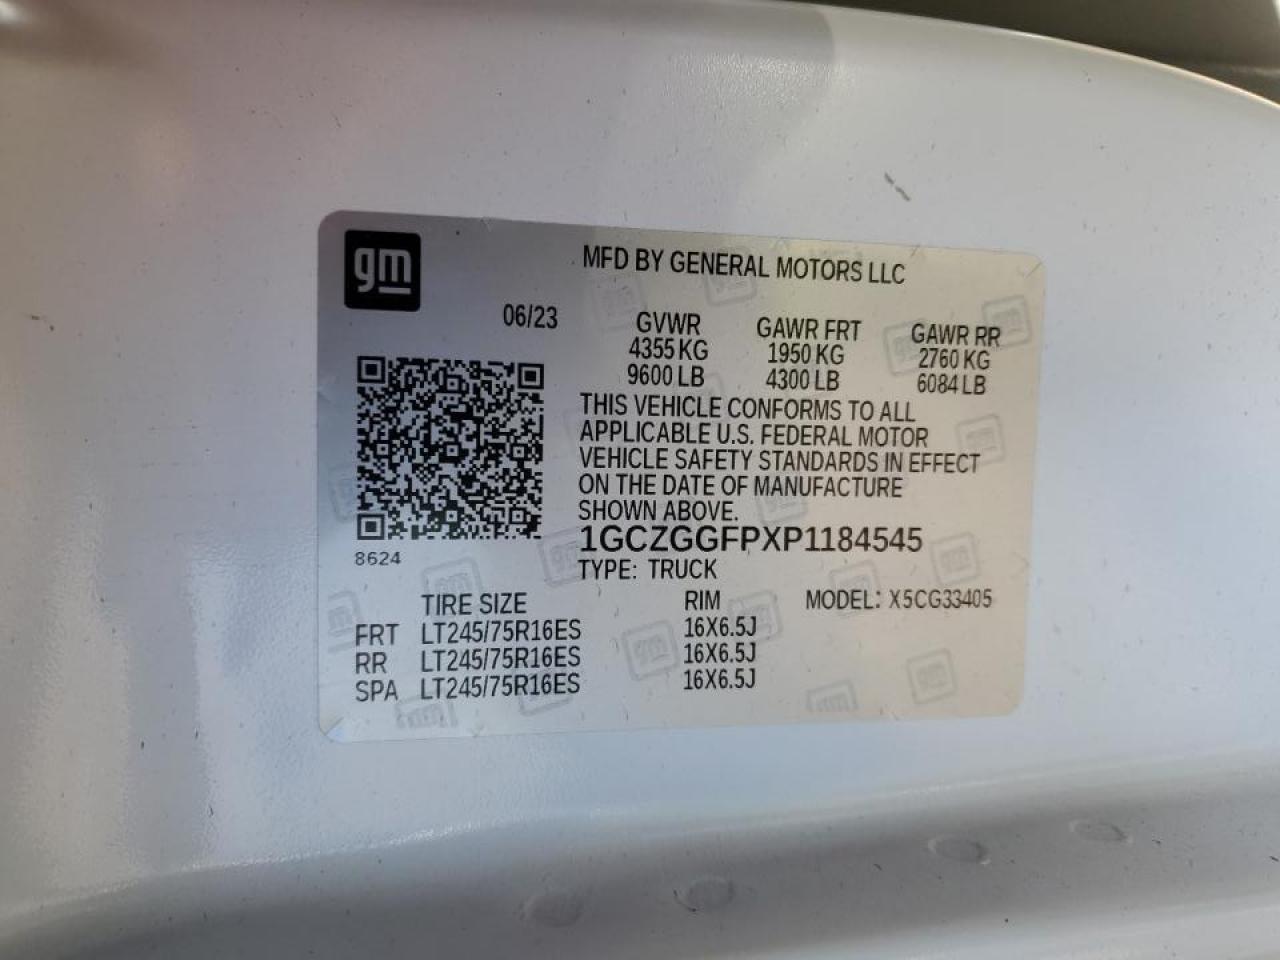 gm
MFD BY GENERAL MOTORS LLC
06/23
GVWR GAWR FRT GAWR RR
4355 KG 1950 KG 2760 KG
9600 LB 4300 LB 6084 LB
THIS VEHICLE CONFORMS TO ALL
APPLICABLE U.S. FEDERAL MOTOR
VEHICLE SAFETY STANDARDS IN EFFECT
ON THE DATE OF MANUFACTURE
SHOWN ABOVE.
1GCZGGFPXP1184545
8624
TYPE: TRUCK
TIRE SIZE RIM MODEL: X5CG33405
FRT LT245/75R16ES 16X6.5J
RR LT245/75R16ES 16X6.5J
SPA LT245/75R16ES 16X6.5J